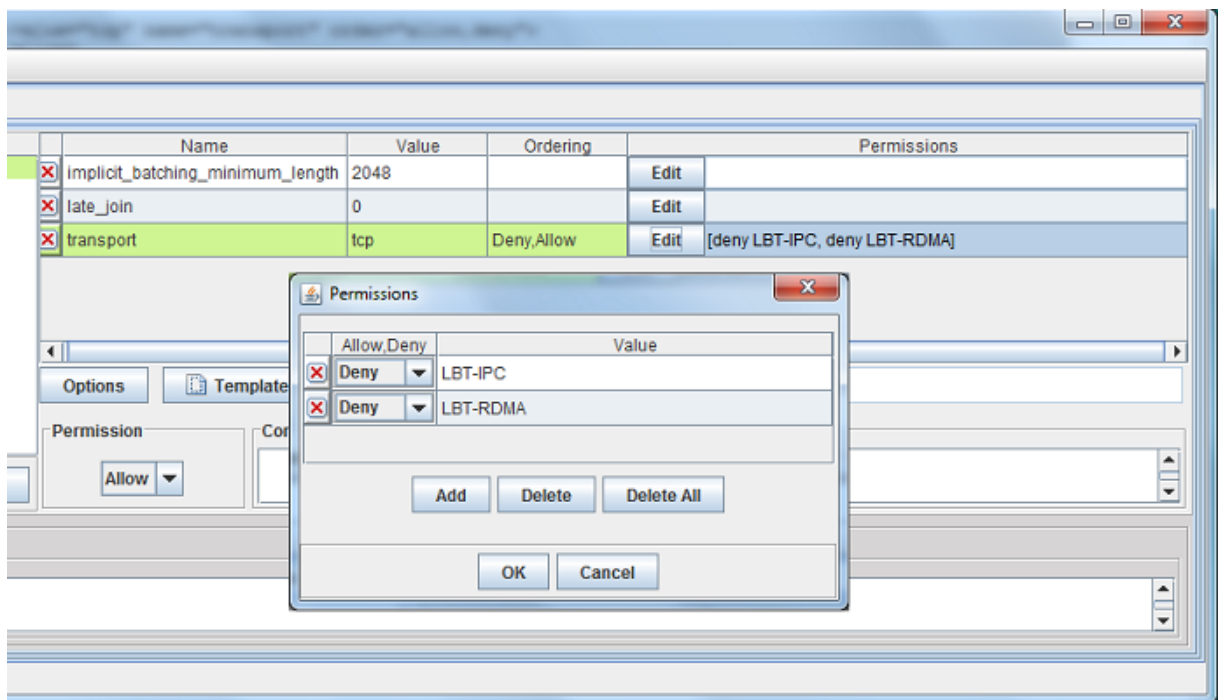 Name Value Ordering Permissions
implicit_batching_minimum_length 2048 Edit
late_join 0 Edit
transport tcp Deny,Allow Edit [deny LBT-IPC, deny LBT-RDMA]
Permissions
Allow,Deny Value
Deny LBT-IPC
Deny LBT-RDMA
Options Template
Permission Cor
Allow
Add Delete Delete All
OK Cancel